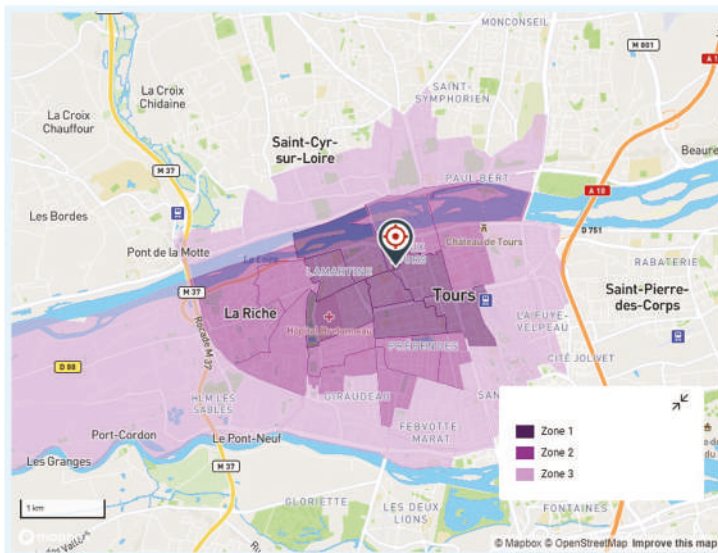 MONCONSEIL
M 801
A 10
La Croix
Chidaine
La Croix
Chauffour
SAINT-
SYMPHORIEN
Saint-Cyr-
sur-Loire
M 37
Beaure
PAUL-BERT
A 10
Les Bordes
D 751
Château de Tours
Pont de la Motte
La Loire
RABATERIE
LAMARTINE
Saint-Pierre-
des-Corps
M 37
Tours
La Riche
LA FUYE-
VELPEAU
Hôpital Bretonneau
Rocade M 37
PRÉBENDES
CITÉ JOLIVET
D 88
HLM LES
SABLES
GIRAUDEAU
SAN
Port-Cordon
Le Pont-Neuf
FEBVOTTE
MARAT
Zone 1
Zone 2
Zone 3
Les Granges
M 37
GLORIETTE
LES DEUX
LIONS
FONTAINES
1 km
© Mapbox © OpenStreetMap Improve this map